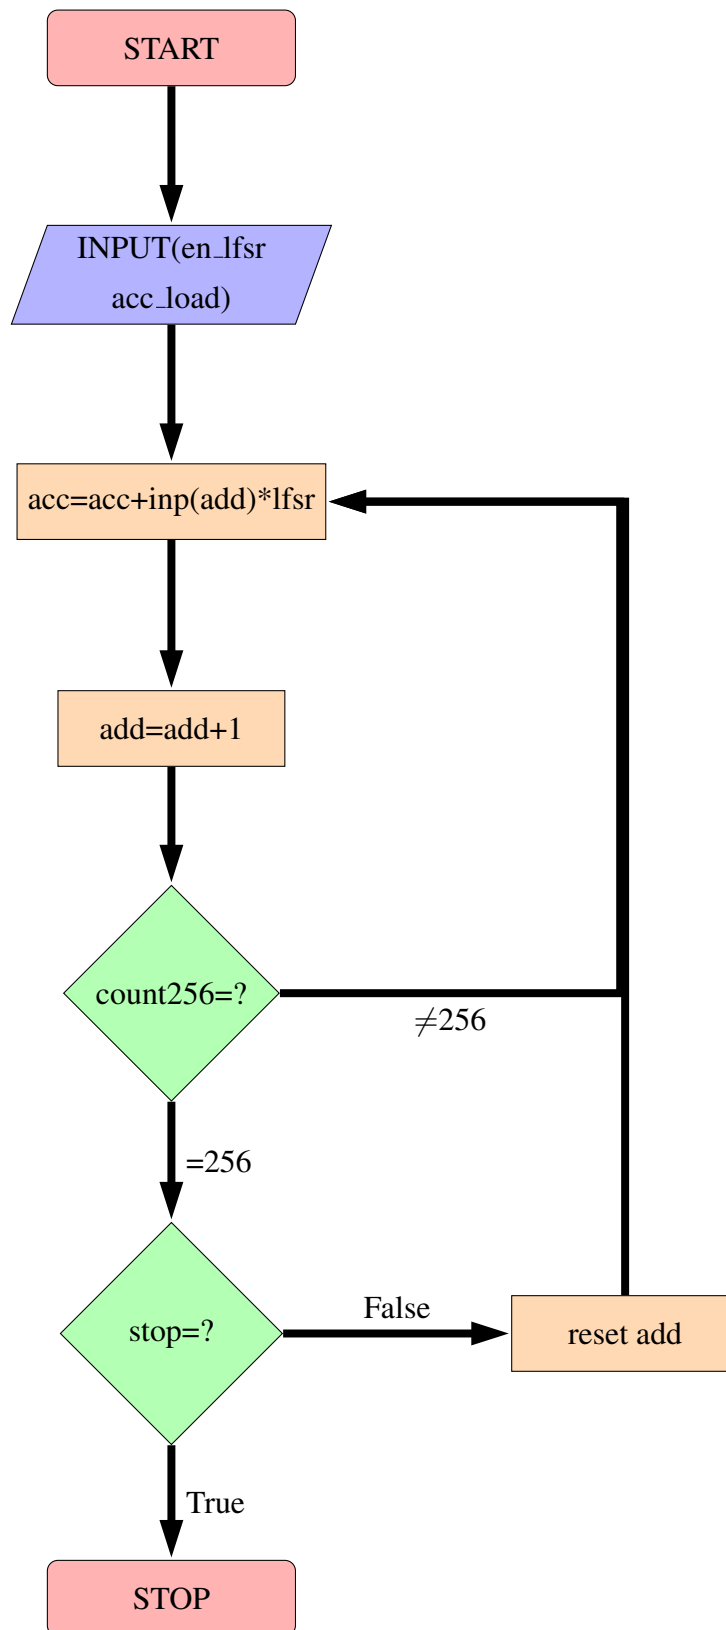 START
INPUT(en_lfsr
acc_load)
acc=acc+inp(add)*lfsr
add=add+1
count256=?
≠256
=256
False
stop=?
reset add
True
STOP